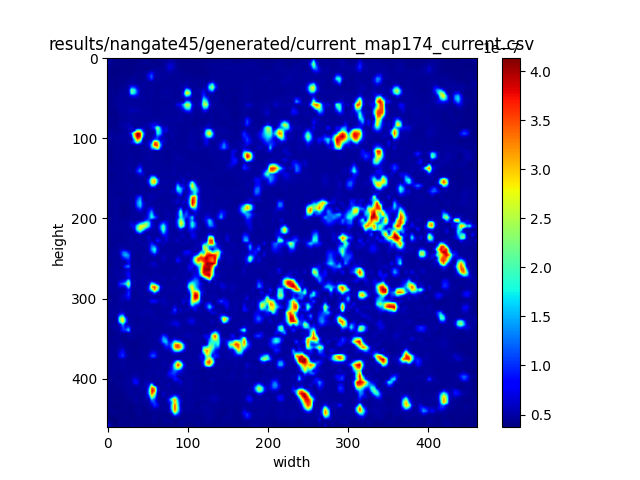 results/nangate45/generated/current_map174_current.csv
1e−7
0
100
200
300
400
height
0 100 200 300 400
width
4.0
3.5
3.0
2.5
2.0
1.5
1.0
0.5